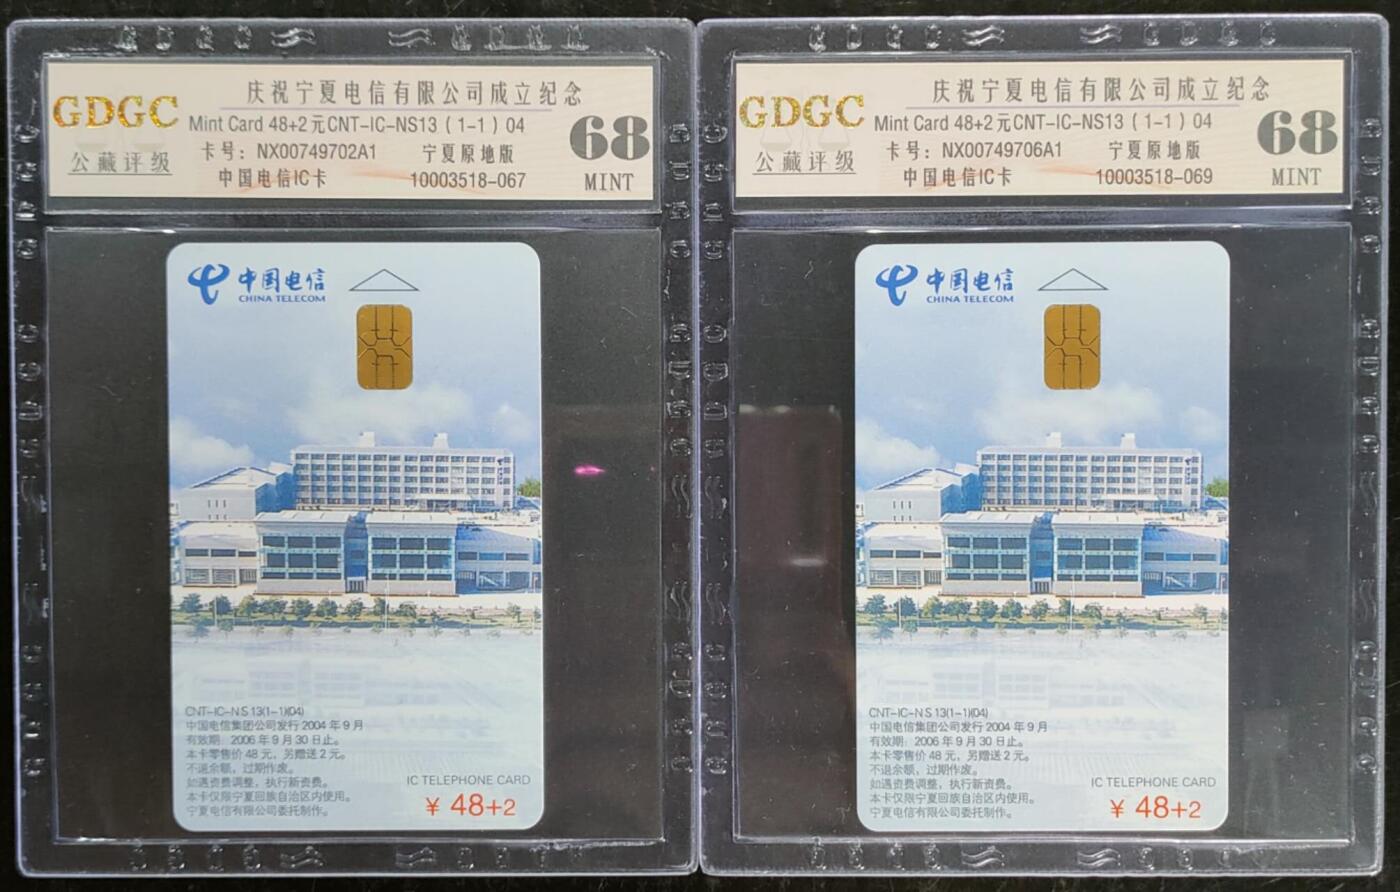 庆祝宁夏电信有限公司成立纪念
GDGC
Mint Card 48+2元CNT-IC-NS13(1-1)04
68
公藏评级
卡号：NX00749702A1 宁夏原地版
中国电信IC卡 10003518-067
MINT
中国电信
CHINA TELECOM
CNT-IC-NS13(1-1)(04)
中国电信集团公司发行 2004 年 9 月
有效期：2006 年 9 月 30 日止。
本卡零售价 48 元，另赠送 2 元。
不退余额，过期作废。
如遇资费调整，执行新资费。
本卡仅限宁夏回族自治区内使用。
宁夏电信有限公司委托制作。
IC TELEPHONE CARD
¥ 48+2
庆祝宁夏电信有限公司成立纪念
GDGC
Mint Card 48+2元CNT-IC-NS13(1-1)04
68
公藏评级
卡号：NX00749706A1 宁夏原地版
中国电信IC卡 10003518-069
MINT
中国电信
CHINA TELECOM
CNT-IC-NS13(1-1)(04)
中国电信集团公司发行 2004 年 9 月
有效期：2006 年 9 月 30 日止。
本卡零售价 48 元，另赠送 2 元。
不退余额，过期作废。
如遇资费调整，执行新资费。
本卡仅限宁夏回族自治区内使用。
宁夏电信有限公司委托制作。
IC TELEPHONE CARD
¥ 48+2